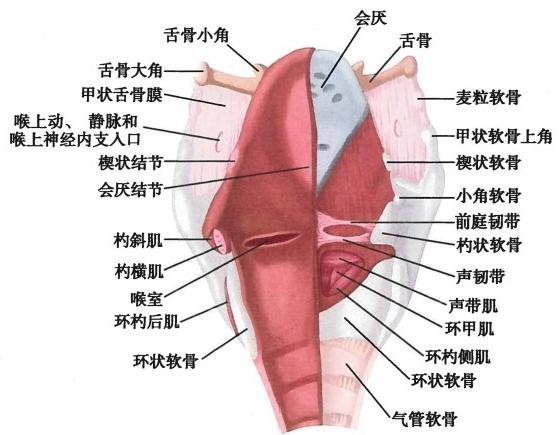 会厌
舌骨小角
舌骨
舌骨大角
甲状舌骨膜
麦粒软骨
喉上动、静脉和
喉上神经内支入口
甲状软骨上角
楔状结节
楔状软骨
会厌结节
小角软骨
前庭韧带
杓斜肌
杓状软骨
杓横肌
声韧带
喉室
声带肌
环杓后肌
环甲肌
环杓侧肌
环状软骨
环状软骨
气管软骨